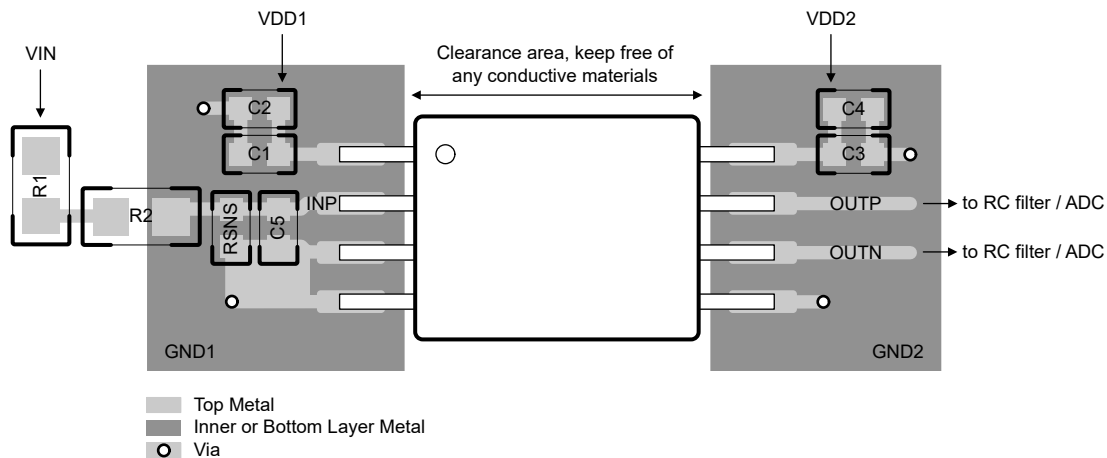 VDD1
VDD2
VIN
Clearance area, keep free of
any conductive materials
C2
C4
C1
C3
R1
R2
RSNS
C5
INP
OUTP
to RC filter / ADC
OUTN
to RC filter / ADC
GND1
GND2
Top Metal
Inner or Bottom Layer Metal
Via